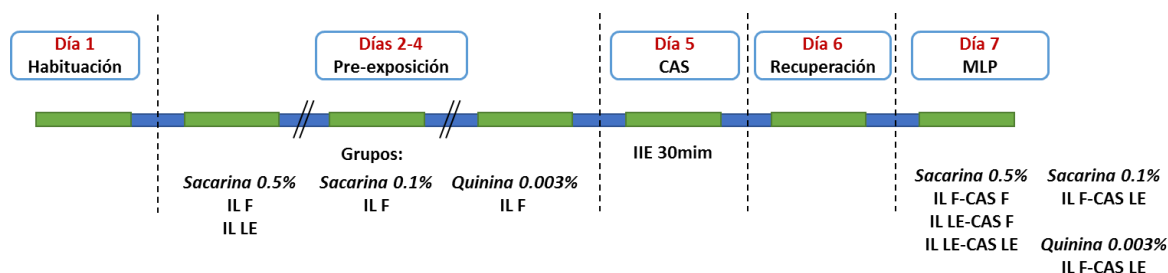 Día 1
Habituación
Días 2-4
Pre-exposición
Día 5
CAS
Día 6
Recuperación
Día 7
MLP
Grupos:
Sacarina 0.5%
IL F
IL LE
Sacarina 0.1%
IL F
Quinina 0.003%
IL F
IIE 30mim
Sacarina 0.5%
IL F-CAS F
IL LE-CAS F
IL LE-CAS LE
Sacarina 0.1%
IL F-CAS LE
Quinina 0.003%
IL F-CAS LE